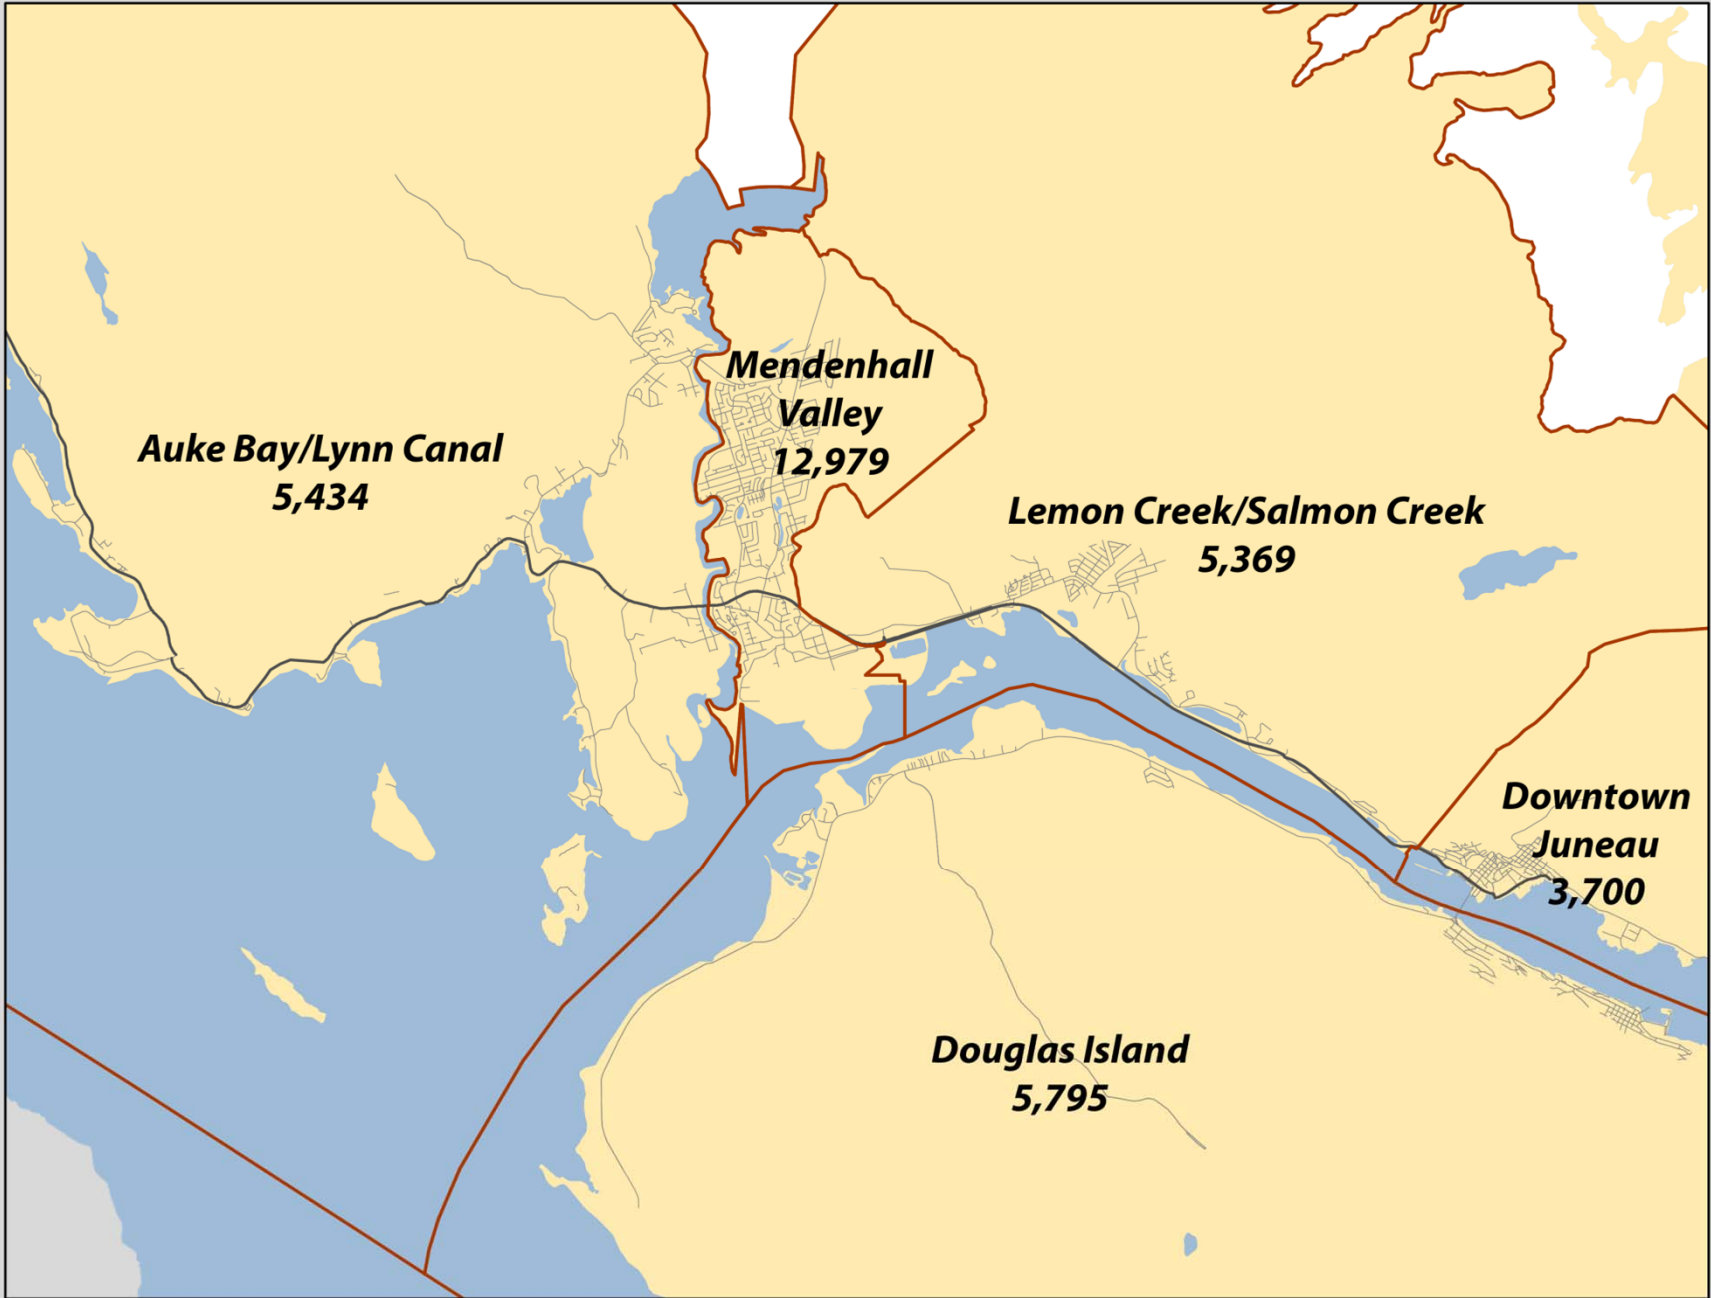 Mendenhall
Valley
12,979
Auke Bay/Lynn Canal
5,434
Lemon Creek/Salmon Creek
5,369
Downtown
Juneau
3,700
Douglas Island
5,795